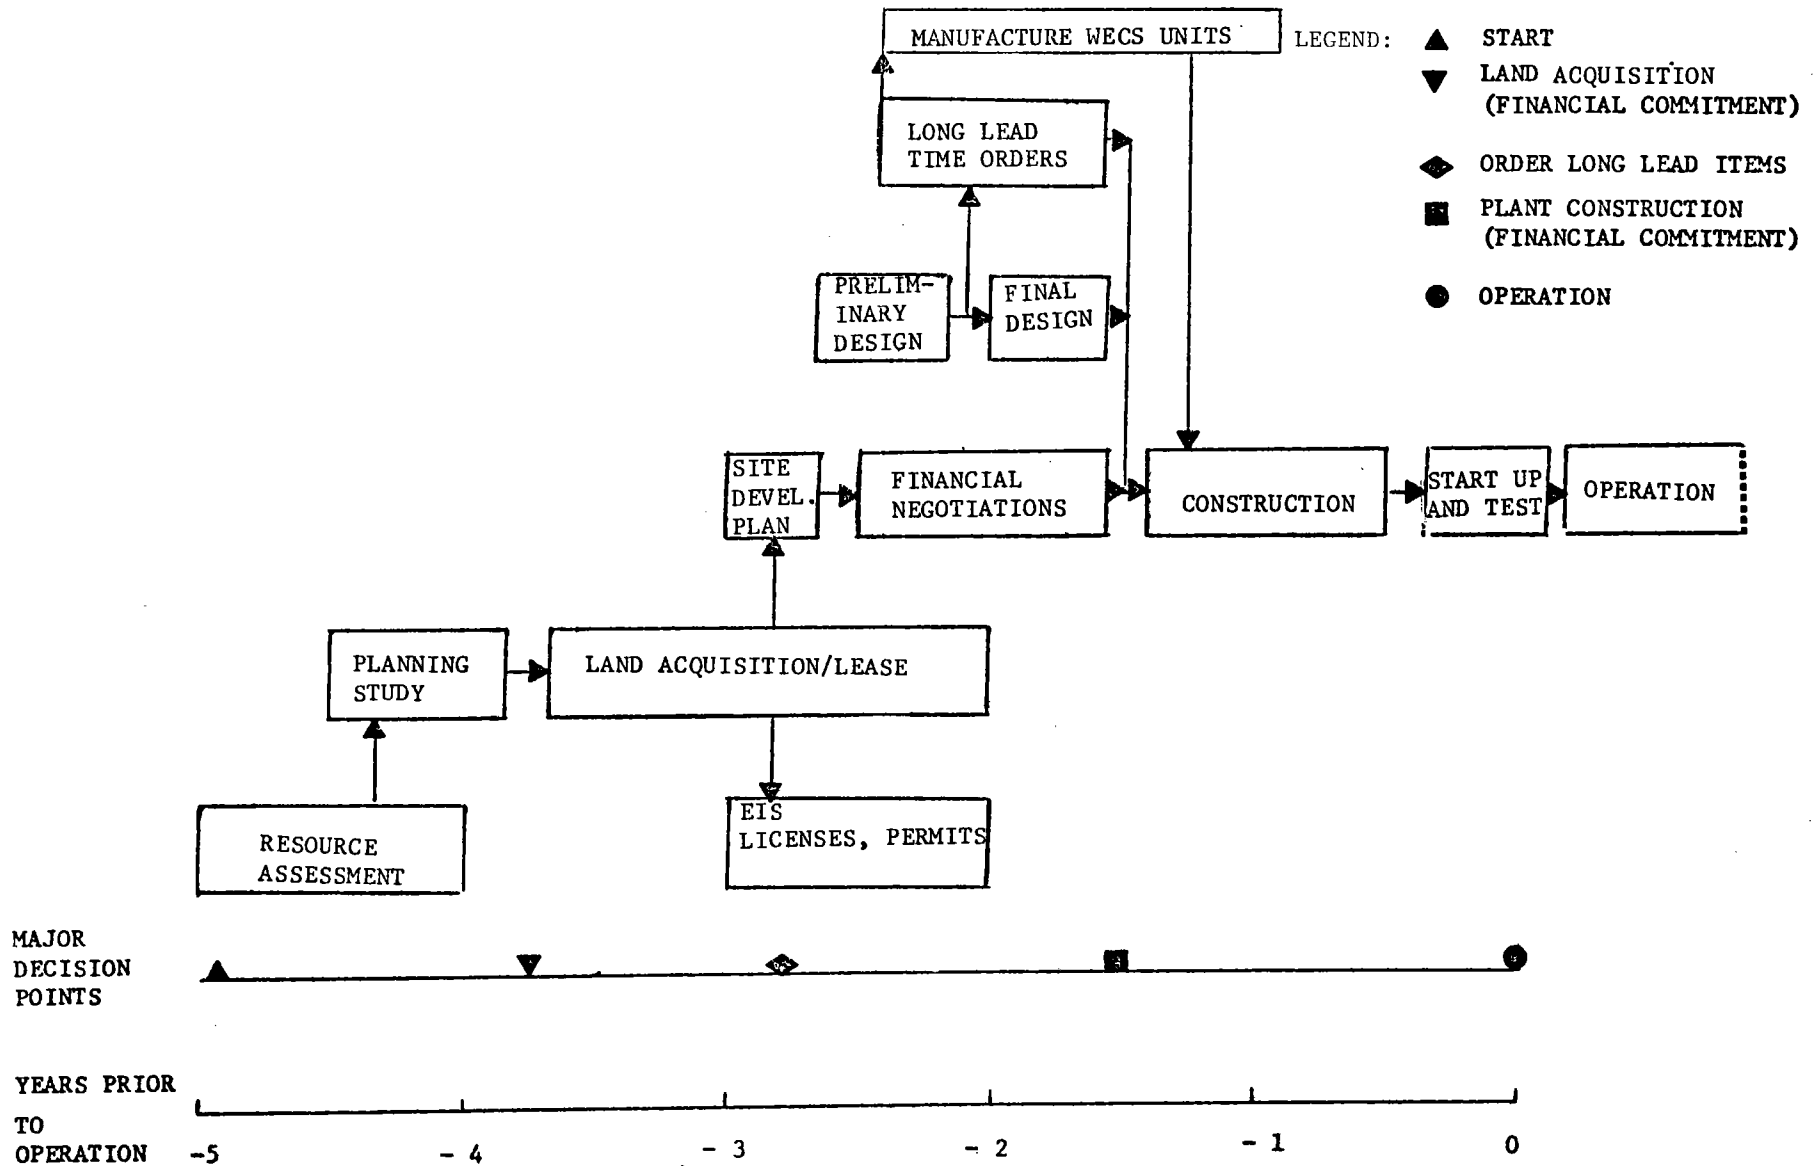 MANUFACTURE WECS UNITS
LEGEND:
START
LAND ACQUISITION
(FINANCIAL COMMITMENT)
ORDER LONG LEAD ITEMS
PLANT CONSTRUCTION
(FINANCIAL COMMITMENT)
OPERATION
LONG LEAD
TIME ORDERS
PRELIM-
INARY
DESIGN
FINAL
DESIGN
SITE
DEVEL.
PLAN
FINANCIAL
NEGOTIATIONS
CONSTRUCTION
START UP
AND TEST
OPERATION
PLANNING
STUDY
LAND ACQUISITION/LEASE
RESOURCE
ASSESSMENT
EIS
LICENSES, PERMITS
MAJOR
DECISION
POINTS
YEARS PRIOR
TO
OPERATION
-5 - 4 - 3 - 2 - 1 0